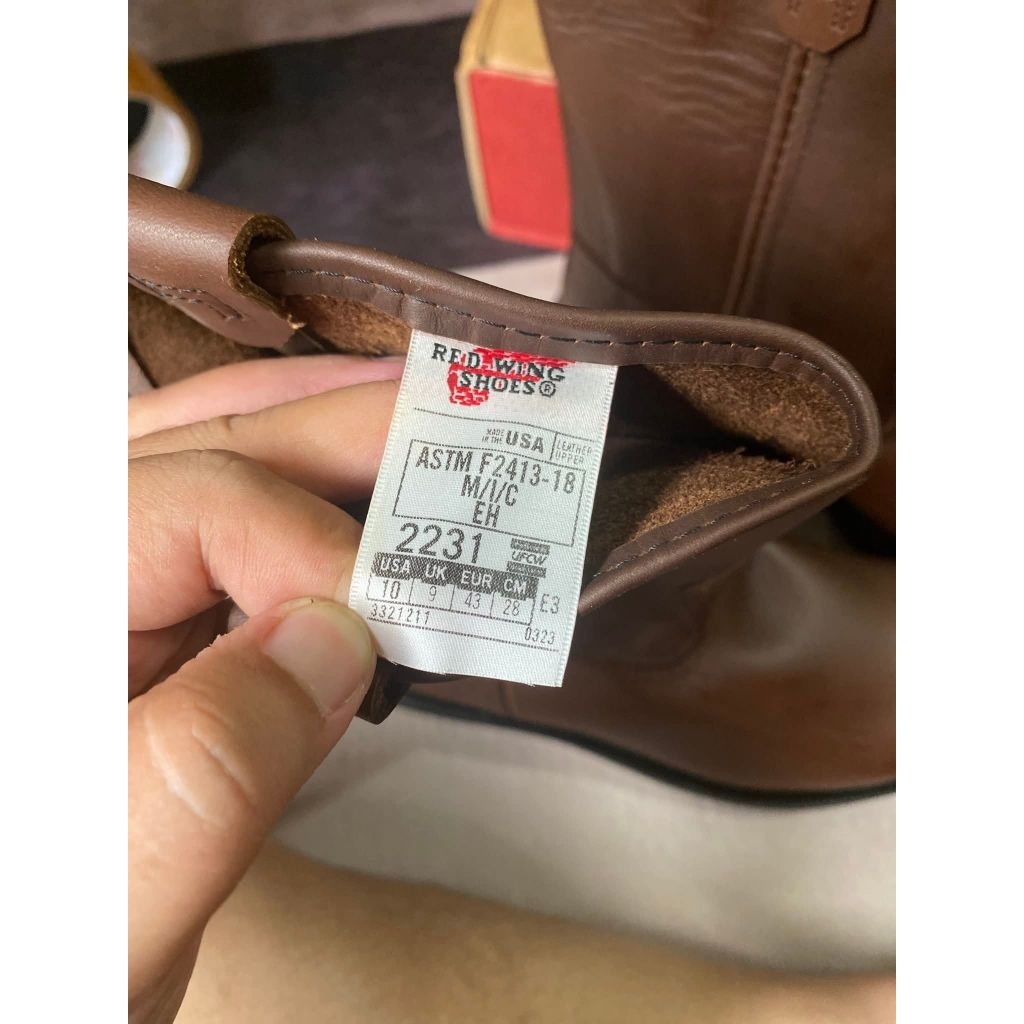 RED WING
SHOES®
MADE IN THE USA LEATHER UPPER
ASTM F2413-18
M/I/C
EH
2231 UFCW
USA UK EUR CM
10 9 43 28 E3
3321211 0323